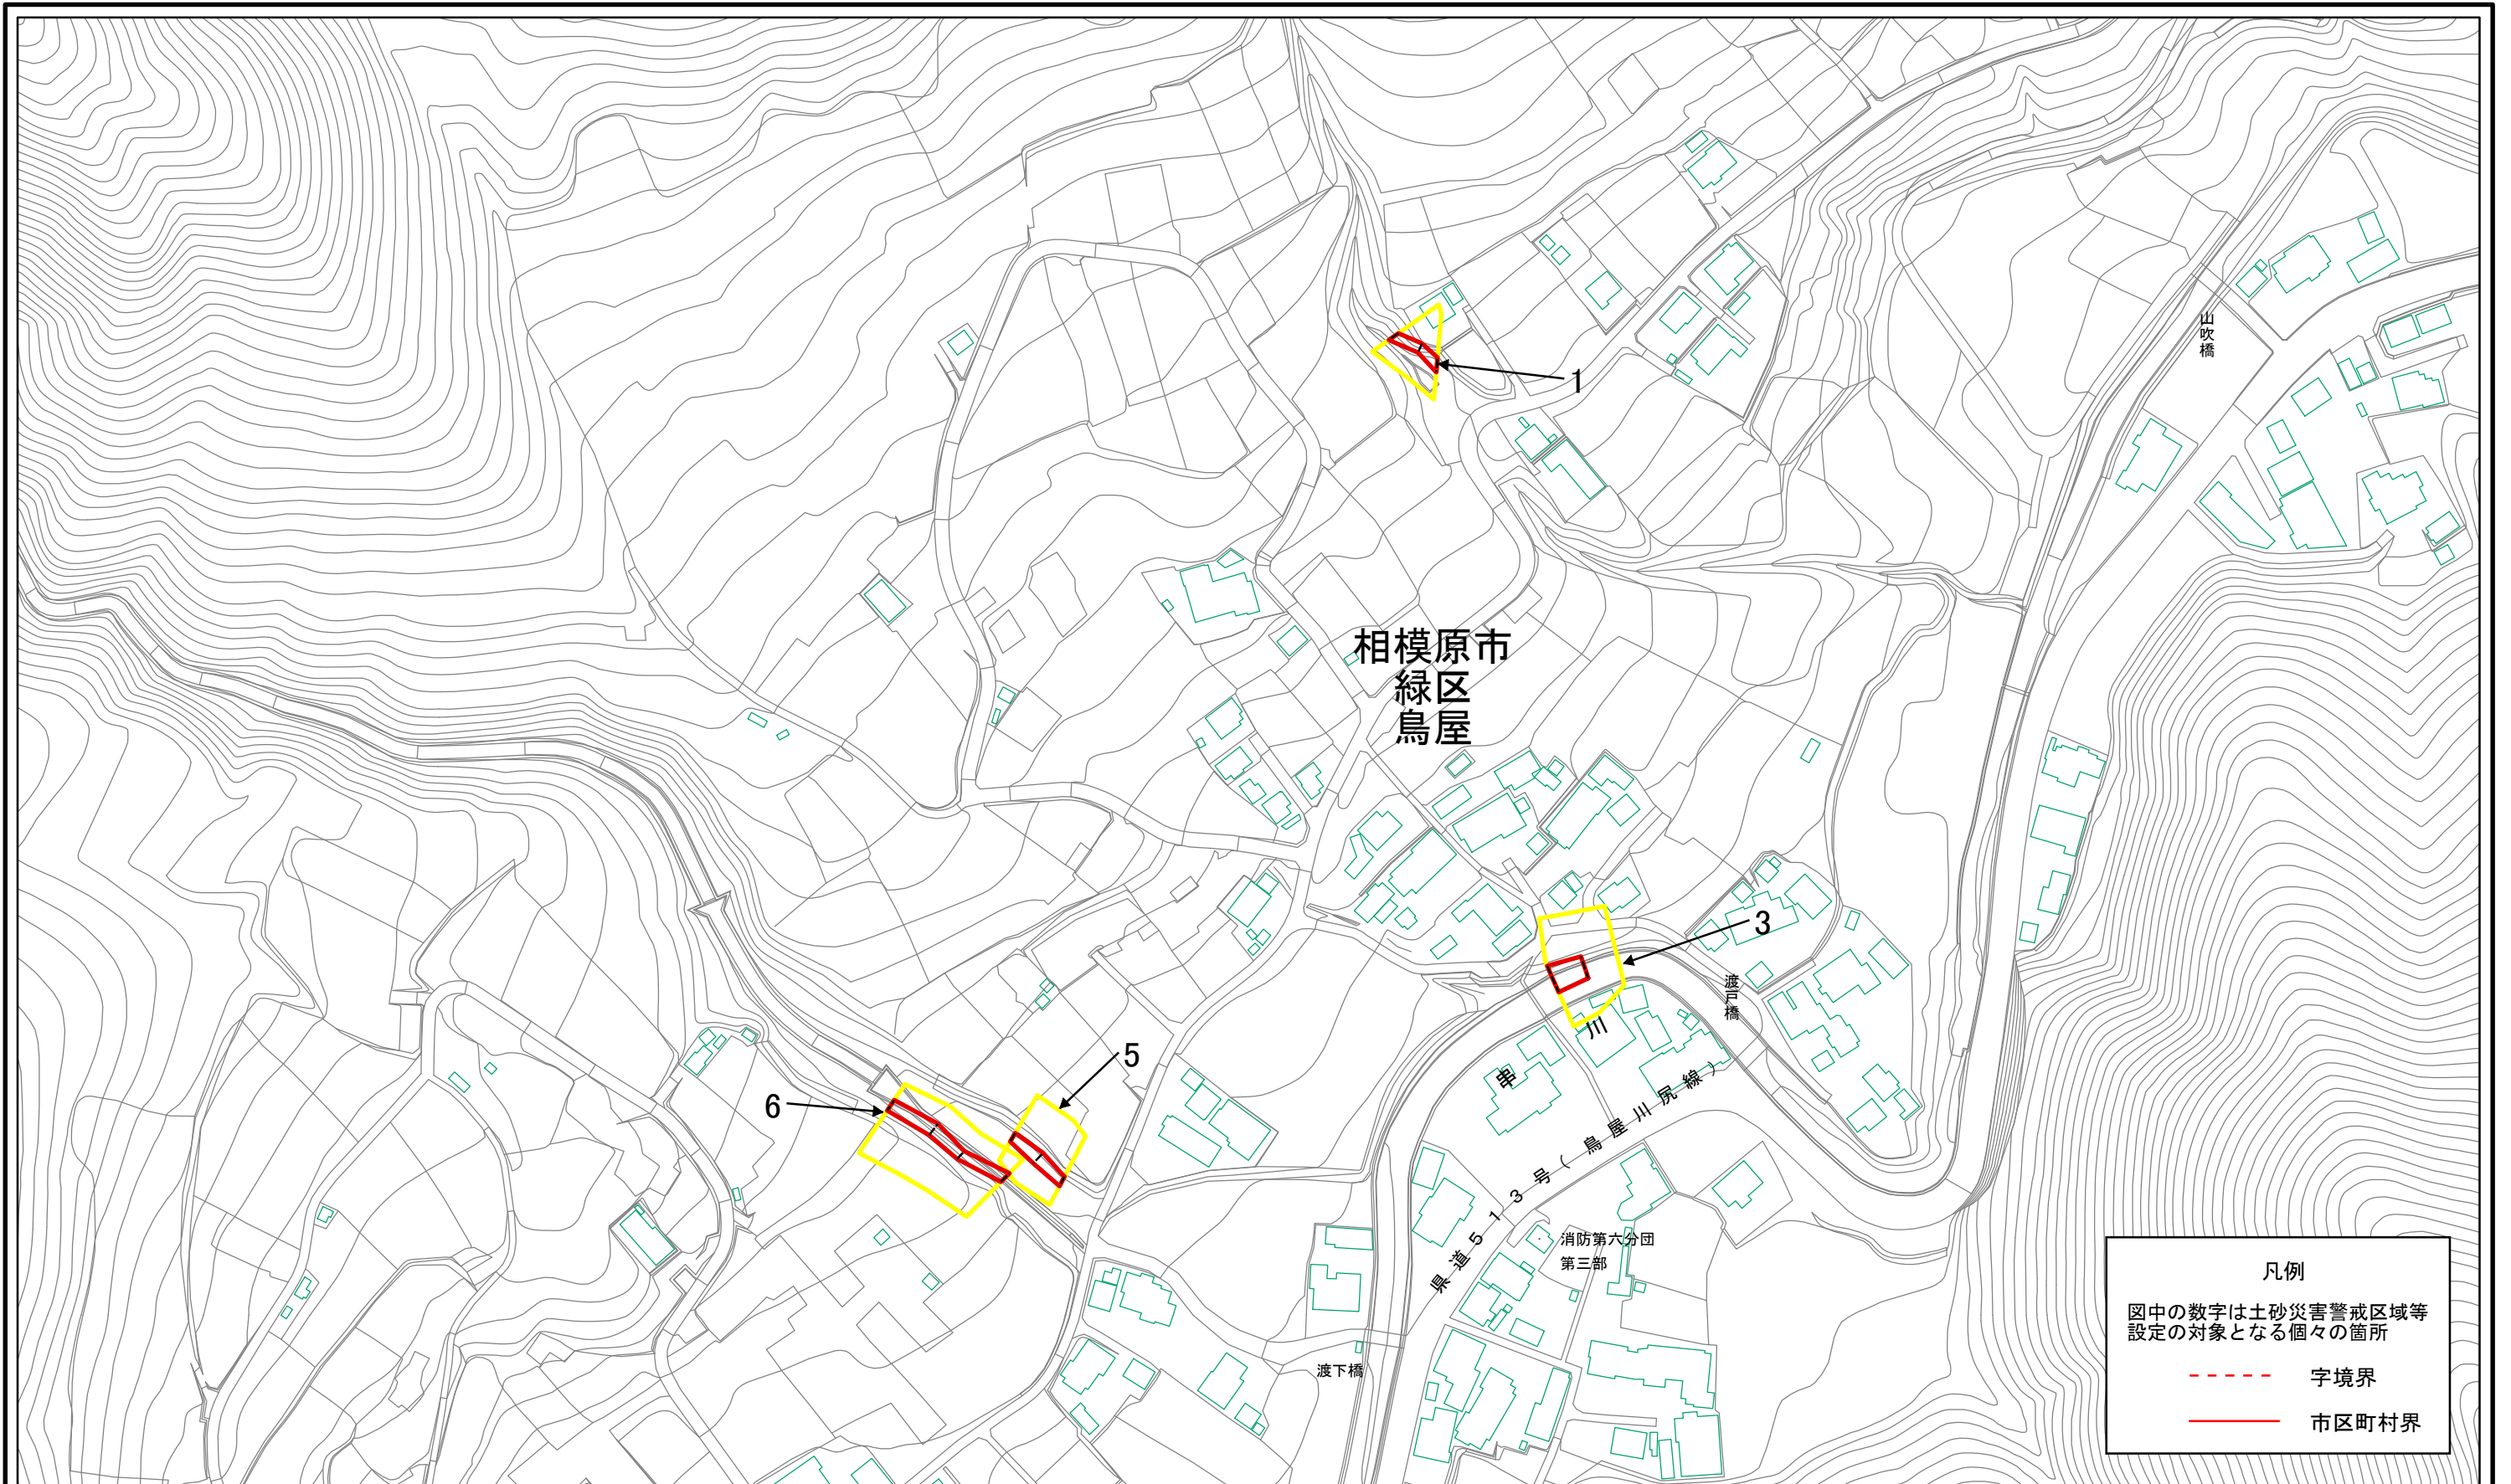 山吹橋
1
相模原市
緑区
鳥屋
3
渡戸橋
串川
5
6
県道513号(鳥屋川尻線)
消防第六分団
第三部
渡下橋
凡例
図中の数字は土砂災害警戒区域等
設定の対象となる個々の箇所
字境界
市区町村界